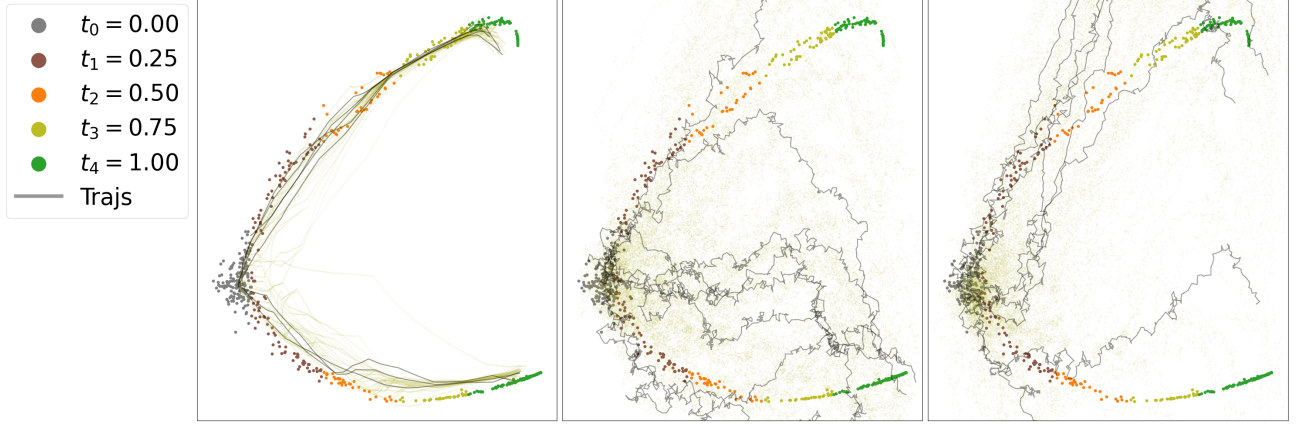 t₀ = 0.00
t₁ = 0.25
t₂ = 0.50
t₃ = 0.75
t₄ = 1.00
Trajs